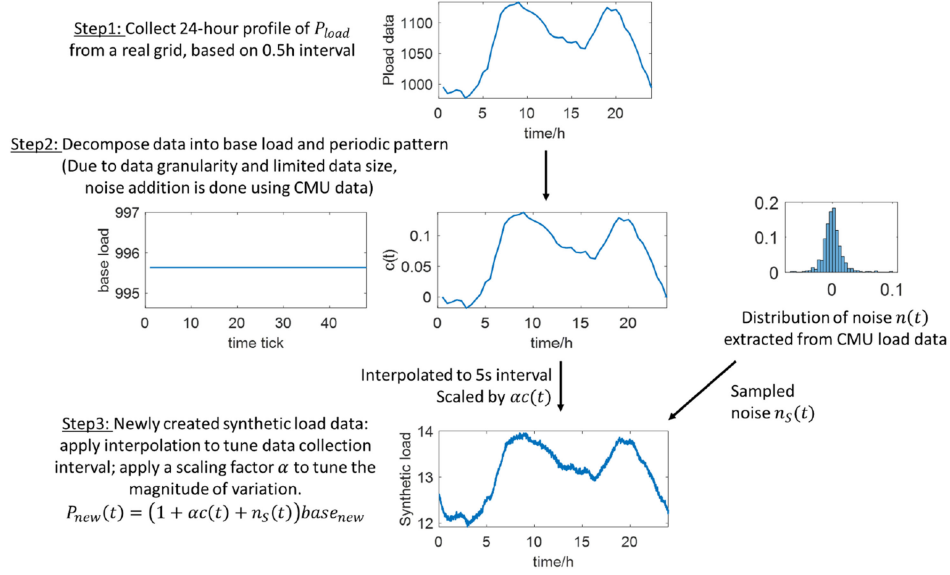 Step1: Collect 24-hour profile of P_load
from a real grid, based on 0.5h interval
Pload data
1100
1050
1000
0 5 10 15 20
time/h
Step2: Decompose data into base load and periodic pattern
(Due to data granularity and limited data size,
noise addition is done using CMU data)
base load
997
996
995
0 10 20 30 40
time tick
c(t)
0.1
0.05
0
0 5 10 15 20
time/h
0.2
0.1
0
0 0.1
Distribution of noise n(t)
extracted from CMU load data
Interpolated to 5s interval
Scaled by αc(t)
Sampled
noise n_S(t)
Step3: Newly created synthetic load data:
apply interpolation to tune data collection
interval; apply a scaling factor α to tune the
magnitude of variation.
P_new(t) = (1 + αc(t) + n_S(t))base_new
Synthetic load
14
13
12
0 5 10 15 20
time/h